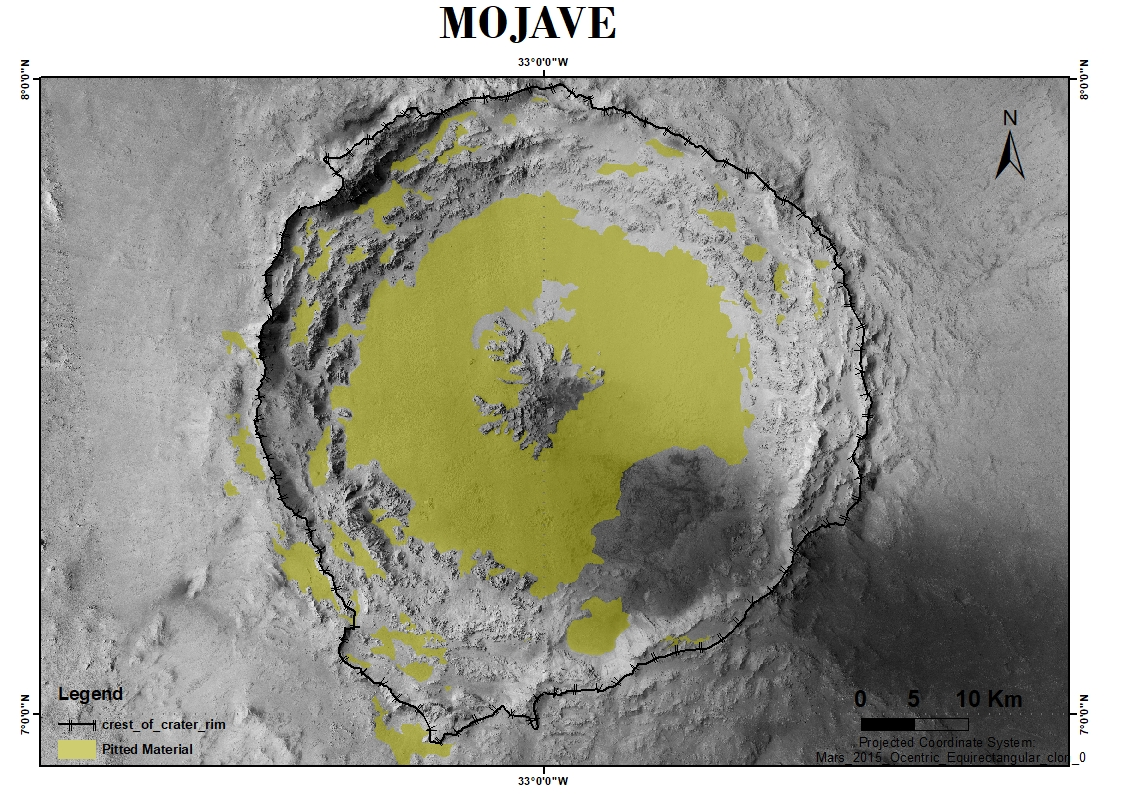 MOJAVE
33°0'0"W
8°0'0"N
8°0'0"N
N
Legend
crest_of_crater_rim
Pitted Material
7°0'0"N
7°0'0"N
0 5 10 Km
Projected Coordinate System:
Mars_2015_Ocentric_Equirectangular_clon_0
33°0'0"W